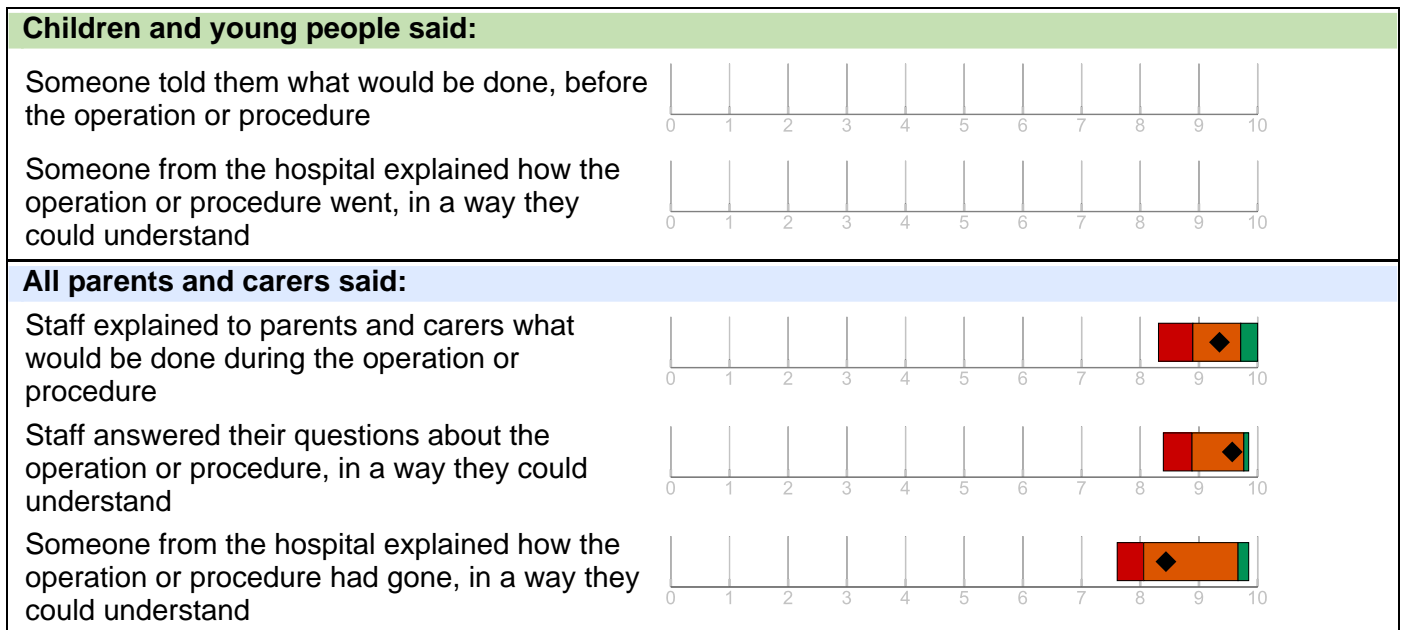 Children and young people said:
Someone told them what would be done, before
the operation or procedure
0 1 2 3 4 5 6 7 8 9 10
Someone from the hospital explained how the
operation or procedure went, in a way they
could understand
0 1 2 3 4 5 6 7 8 9 10
All parents and carers said:
Staff explained to parents and carers what
would be done during the operation or
procedure
0 1 2 3 4 5 6 7 8 9 10
Staff answered their questions about the
operation or procedure, in a way they could
understand
0 1 2 3 4 5 6 7 8 9 10
Someone from the hospital explained how the
operation or procedure had gone, in a way they
could understand
0 1 2 3 4 5 6 7 8 9 10